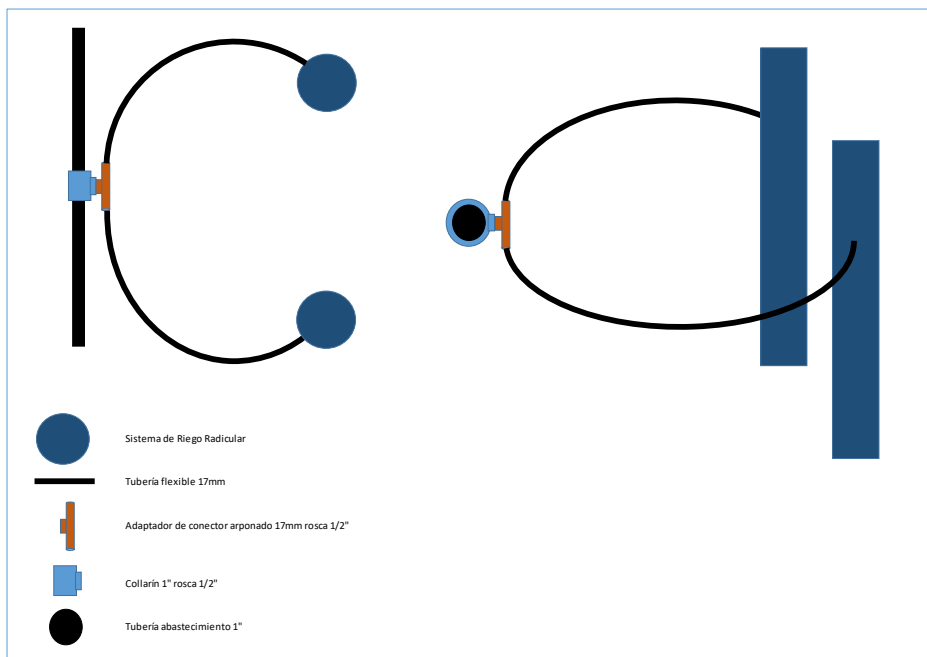 Sistema de Riego Radicular
Tubería flexible 17mm
Adaptador de conector arponado 17mm rosca 1/2"
Collarín 1" rosca 1/2"
Tubería abastecimiento 1"